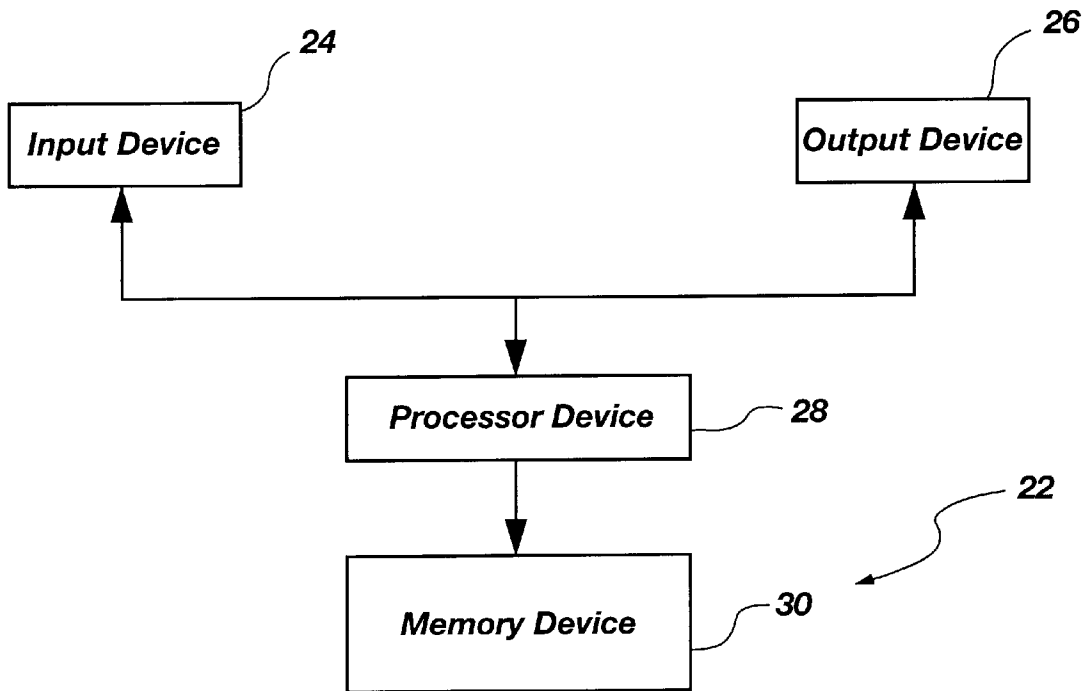 24
26
Input Device
Output Device
Processor Device
28
22
Memory Device
30